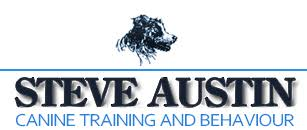 STEVE AUSTIN
CANINE TRAINING AND BEHAVIOUR